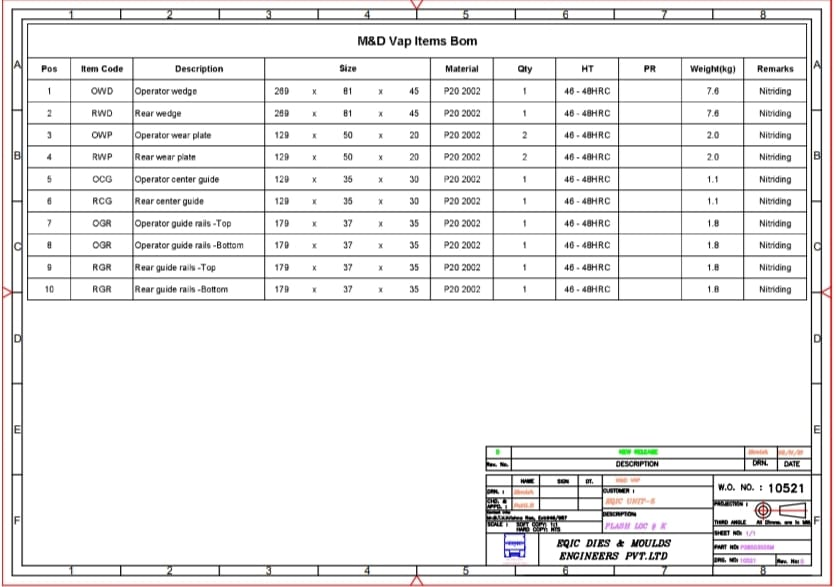 1 2 3 4 5 6 7 8
M&D Vap Items Bom
A A
Pos Item Code Description Size Material Qty HT PR Weight(kg) Remarks
1 OWD Operator wedge 269 x 81 x 45 P20 2002 1 46 - 48HRC 7.6 Nitriding
2 RWD Rear wedge 269 x 81 x 45 P20 2002 1 46 - 48HRC 7.6 Nitriding
3 OWP Operator wear plate 129 x 50 x 20 P20 2002 2 46 - 48HRC 2.0 Nitriding
B 4 RWP Rear wear plate 129 x 50 x 20 P20 2002 2 46 - 48HRC 2.0 Nitriding B
5 OCG Operator center guide 129 x 35 x 30 P20 2002 1 46 - 48HRC 1.1 Nitriding
6 RCG Rear center guide 129 x 35 x 30 P20 2002 1 46 - 48HRC 1.1 Nitriding
7 OGR Operator guide rails -Top 179 x 37 x 35 P20 2002 1 46 - 48HRC 1.8 Nitriding
C 8 OGR Operator guide rails -Bottom 179 x 37 x 35 P20 2002 1 46 - 48HRC 1.8 Nitriding C
9 RGR Rear guide rails -Top 179 x 37 x 35 P20 2002 1 46 - 48HRC 1.8 Nitriding
10 RGR Rear guide rails -Bottom 179 x 37 x 35 P20 2002 1 46 - 48HRC 1.8 Nitriding
D D
E E
0 NEW RELEASE
Rev. No. DESCRIPTION DRN. DATE
NAME SIGN DT.
DRN. :
CHD. &
APPD. :
CUSTOMER :
EQIC UNIT-5
DESCRIPTION
FLASH LOC & K
SCALE : SOFT COPY: 1:1
HARD COPY: NTS
W.O. NO. : 10521
PROJECTION :
THIRD ANGLE All Dimns. are in MM
SHEET NO: 1/1
PART NO:
DRG. NO: 10521 Rev. No: 0
F F
EQIC DIES & MOULDS
ENGINEERS PVT.LTD
1 2 3 4 5 6 7 8